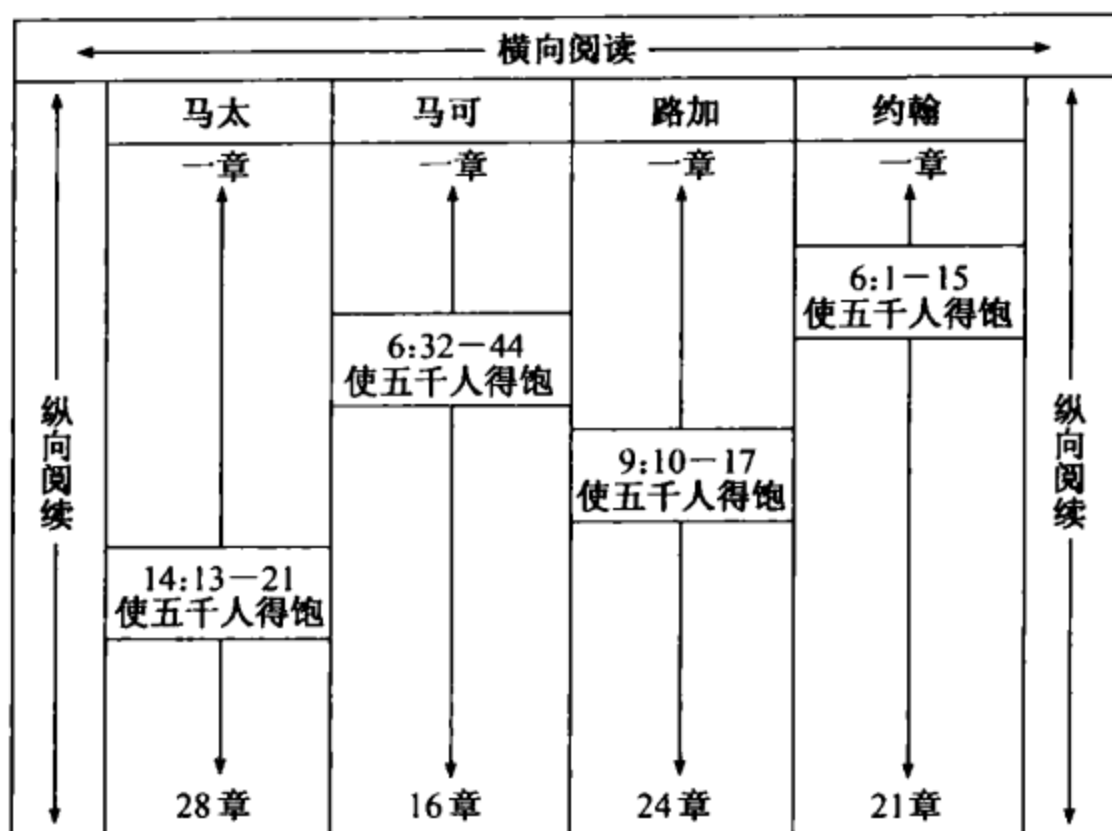 横向阅读
马太 马可 路加 约翰
一章 一章 一章 一章
6:1－15
使五千人得饱
6:32－44
使五千人得饱
9:10－17
使五千人得饱
14:13－21
使五千人得饱
28章 16章 24章 21章
纵向阅续
纵向阅续